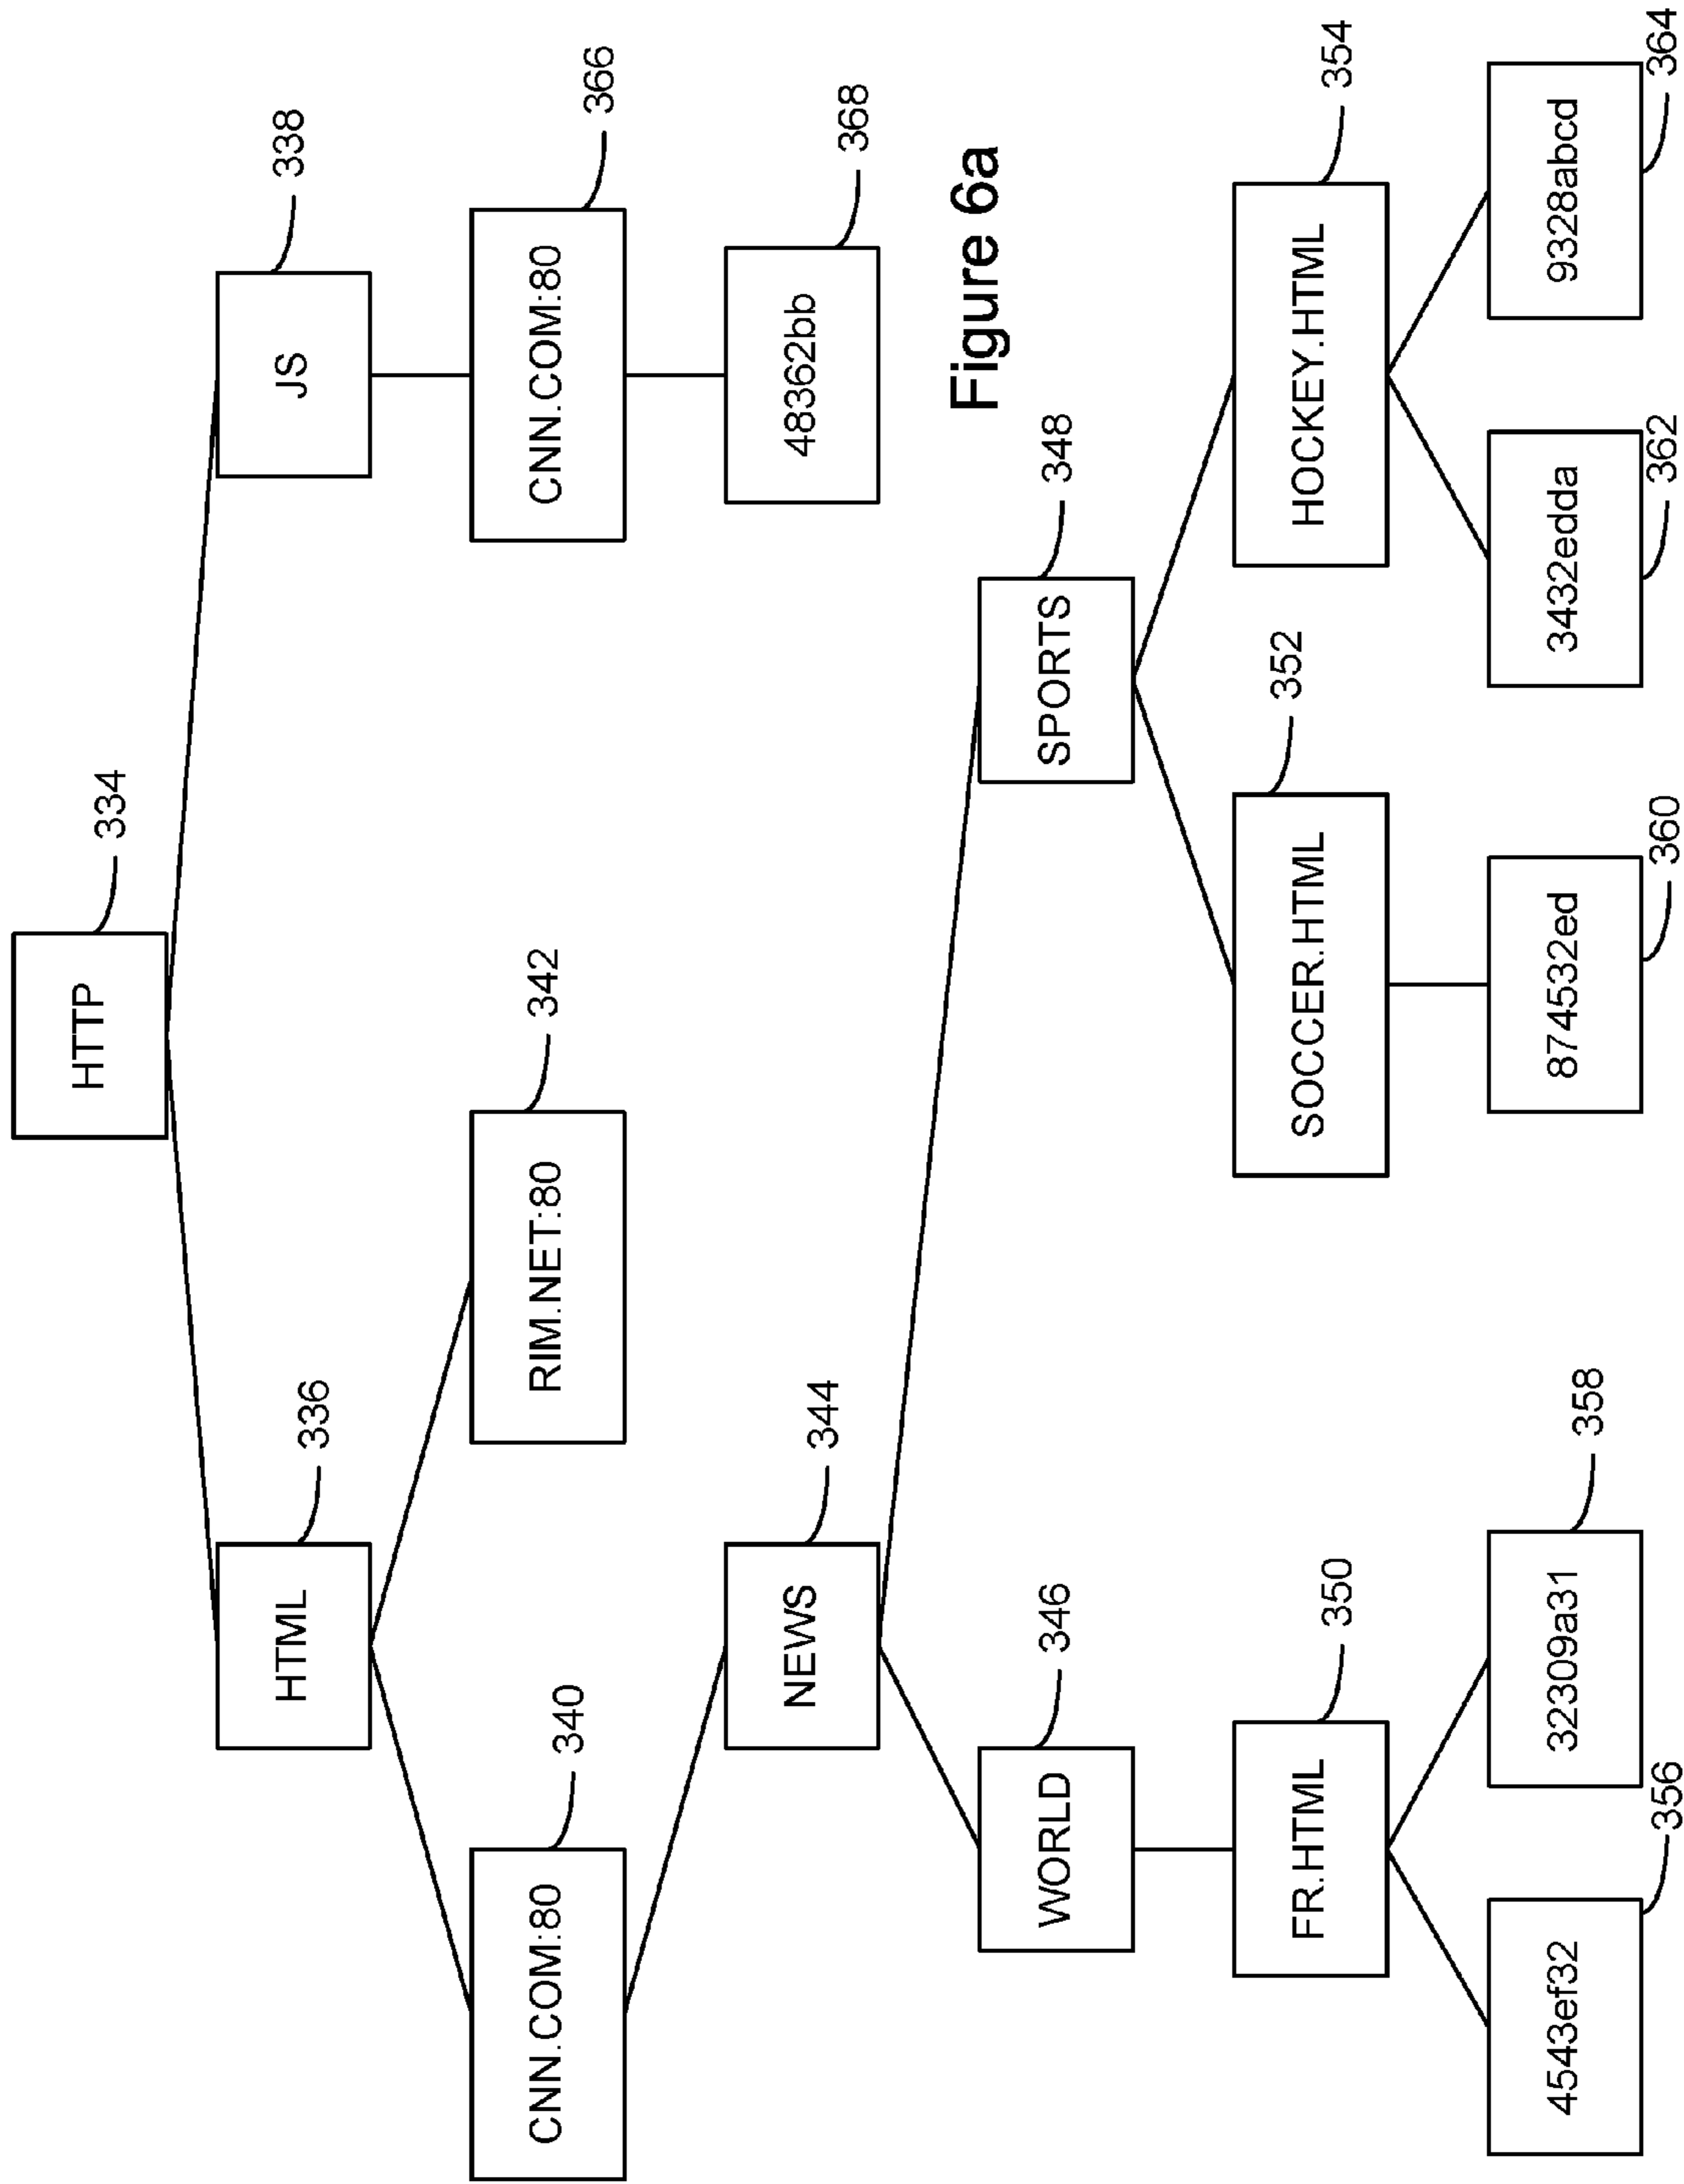 HTTP
334
HTML
336
JS
338
CNN.COM:80
340
RIM.NET:80
342
CNN.COM:80
366
NEWS
344
48362bb
368
WORLD
346
SPORTS
348
Figure 6a
FR.HTML
350
SOCCER.HTML
352
HOCKEY.HTML
354
4543ef32
356
32309a31
358
874532ed
360
3432edda
362
9328abcd
364